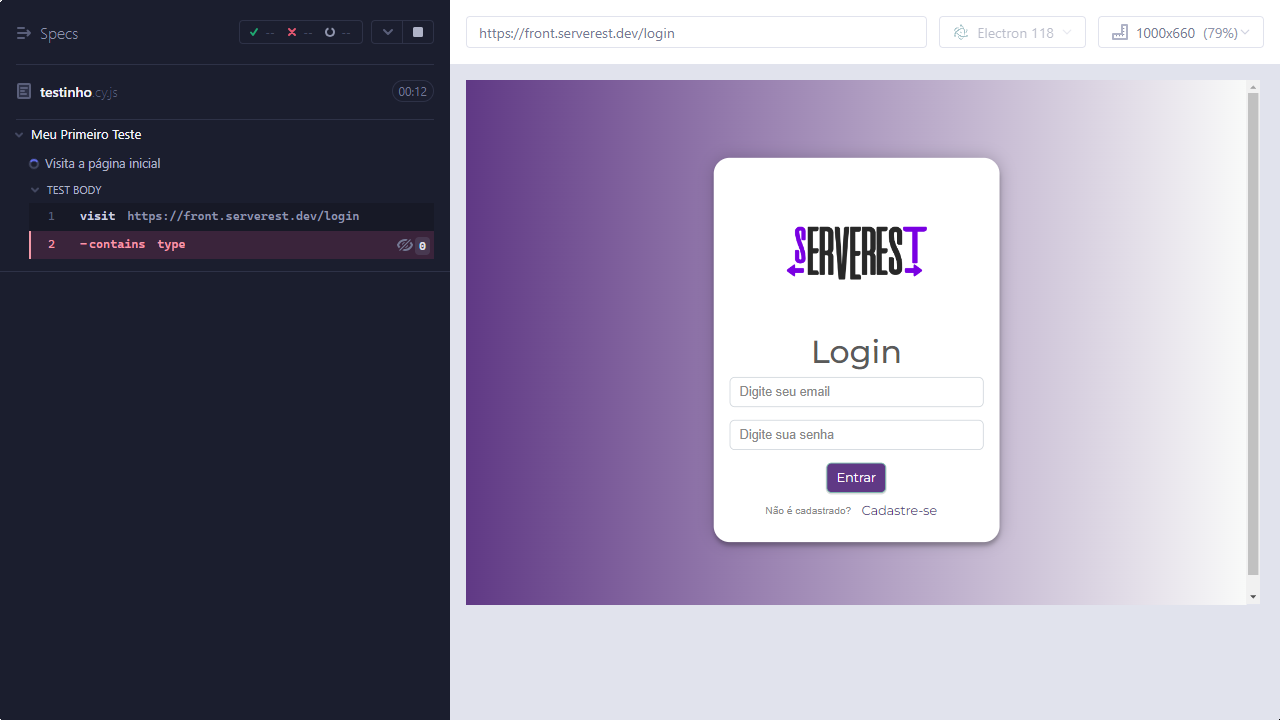 Specs
-- -- --
testinho.cy.js
00:12
Meu Primeiro Teste
Visita a página inicial
TEST BODY
1 visit https://front.serverest.dev/login
2 -contains type 0
https://front.serverest.dev/login
Electron 118
1000x660 (79%)
SERVEREST
Login
Digite seu email
Digite sua senha
Entrar
Não é cadastrado? Cadastre-se